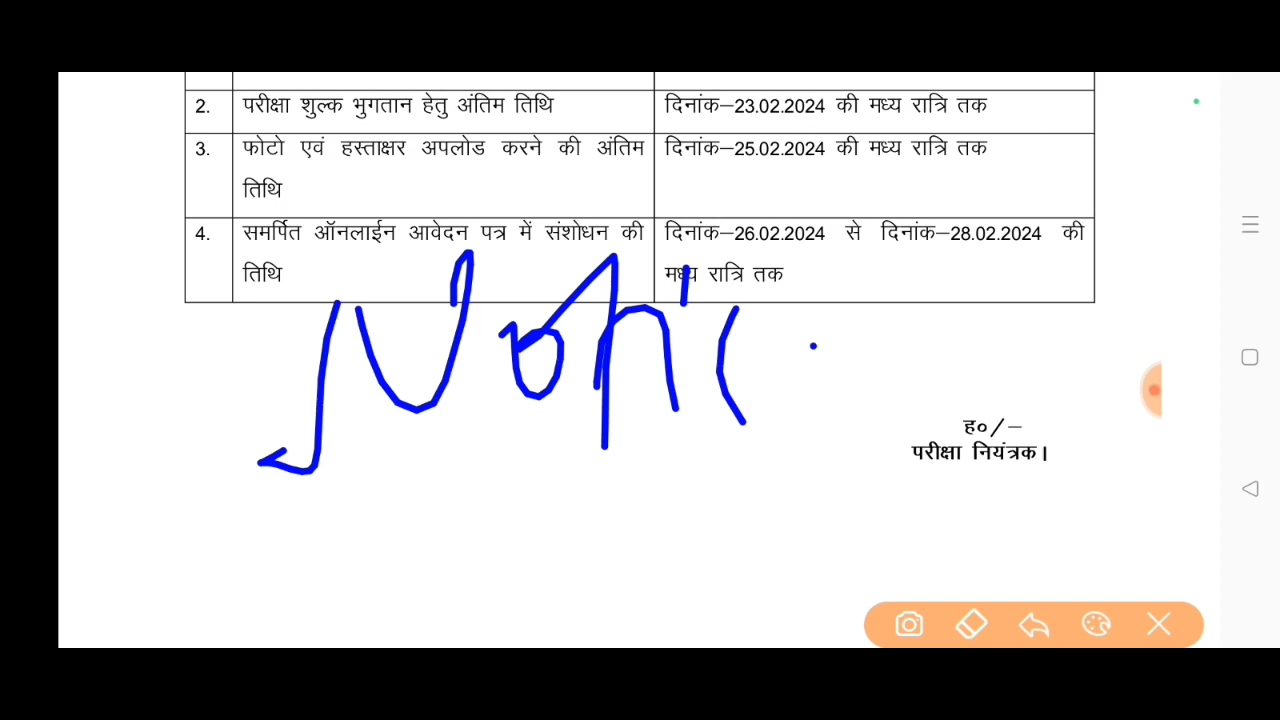 2. परीक्षा शुल्क भुगतान हेतु अंतिम तिथि दिनांक–23.02.2024 की मध्य रात्रि तक
3. फोटो एवं हस्ताक्षर अपलोड करने की अंतिम दिनांक–25.02.2024 की मध्य रात्रि तक
तिथि
4. समर्पित ऑनलाईन आवेदन पत्र में संशोधन की दिनांक–26.02.2024 से दिनांक–28.02.2024 की
तिथि मध्य रात्रि तक
Notic
ह०/–
परीक्षा नियंत्रक।